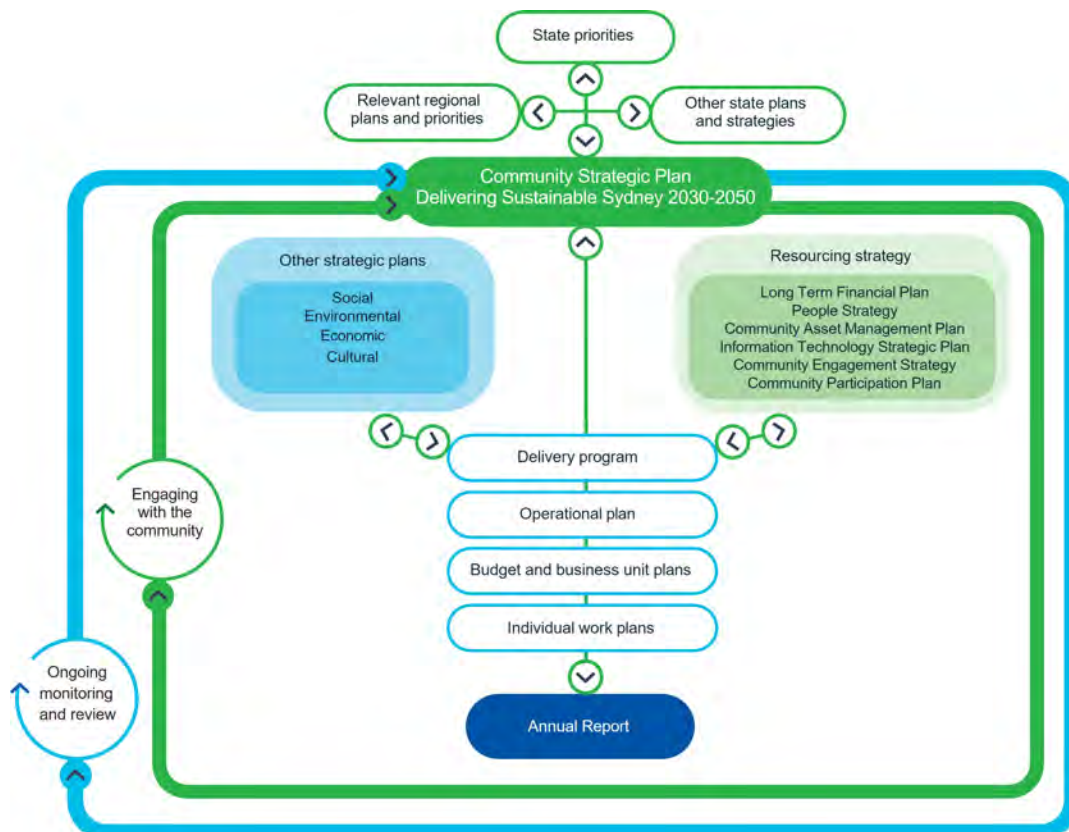 State priorities
Relevant regional
plans and priorities
Other state plans
and strategies
Community Strategic Plan
Delivering Sustainable Sydney 2030-2050
Other strategic plans
Social
Environmental
Economic
Cultural
Resourcing strategy
Long Term Financial Plan
People Strategy
Community Asset Management Plan
Information Technology Strategic Plan
Community Engagement Strategy
Community Participation Plan
Delivery program
Operational plan
Budget and business unit plans
Individual work plans
Annual Report
Engaging
with the
community
Ongoing
monitoring
and review